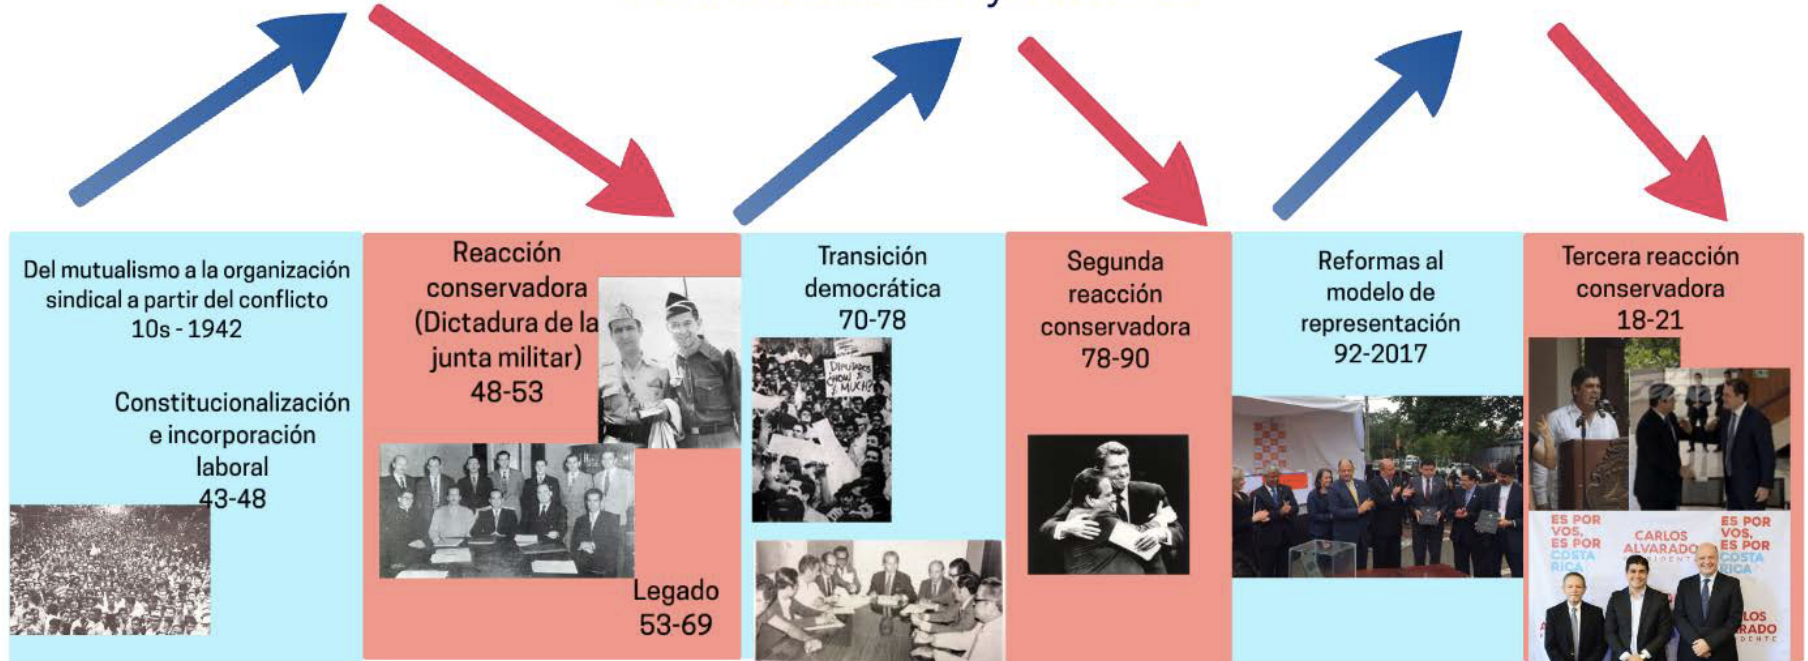 Del mutualismo a la organización
sindical a partir del conflicto
10s - 1942
Constitucionalización
e incorporación
laboral
43-48
Reacción
conservadora
(Dictadura de la
junta militar)
48-53
Legado
53-69
Transición
democrática
70-78
DIPUTADOS
¿HOW
MUCH?
Segunda
reacción
conservadora
78-90
Reformas al
modelo de
representación
92-2017
Tercera reacción
conservadora
18-21
ES POR
VOS,
ES POR
COSTA
RICA
CARLOS
ALVARADO
ES POR
VOS,
ES POR
COSTA
RICA